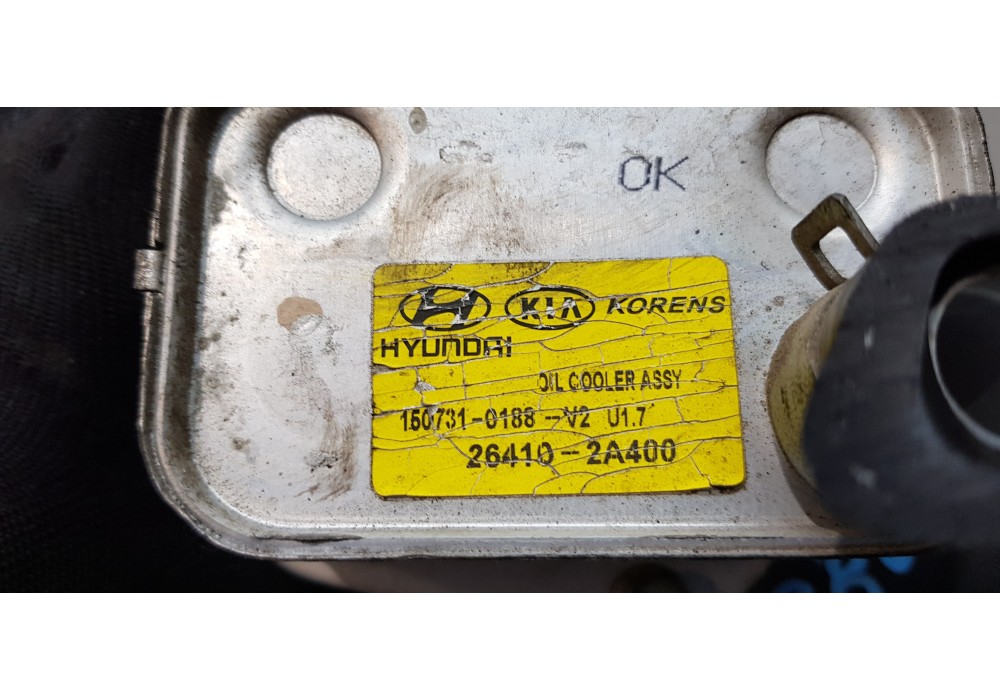 OK
KIA KORENS
HYUNDAI
OIL COOLER ASSY
150731-0188--V2 U1.7
26410-2A400